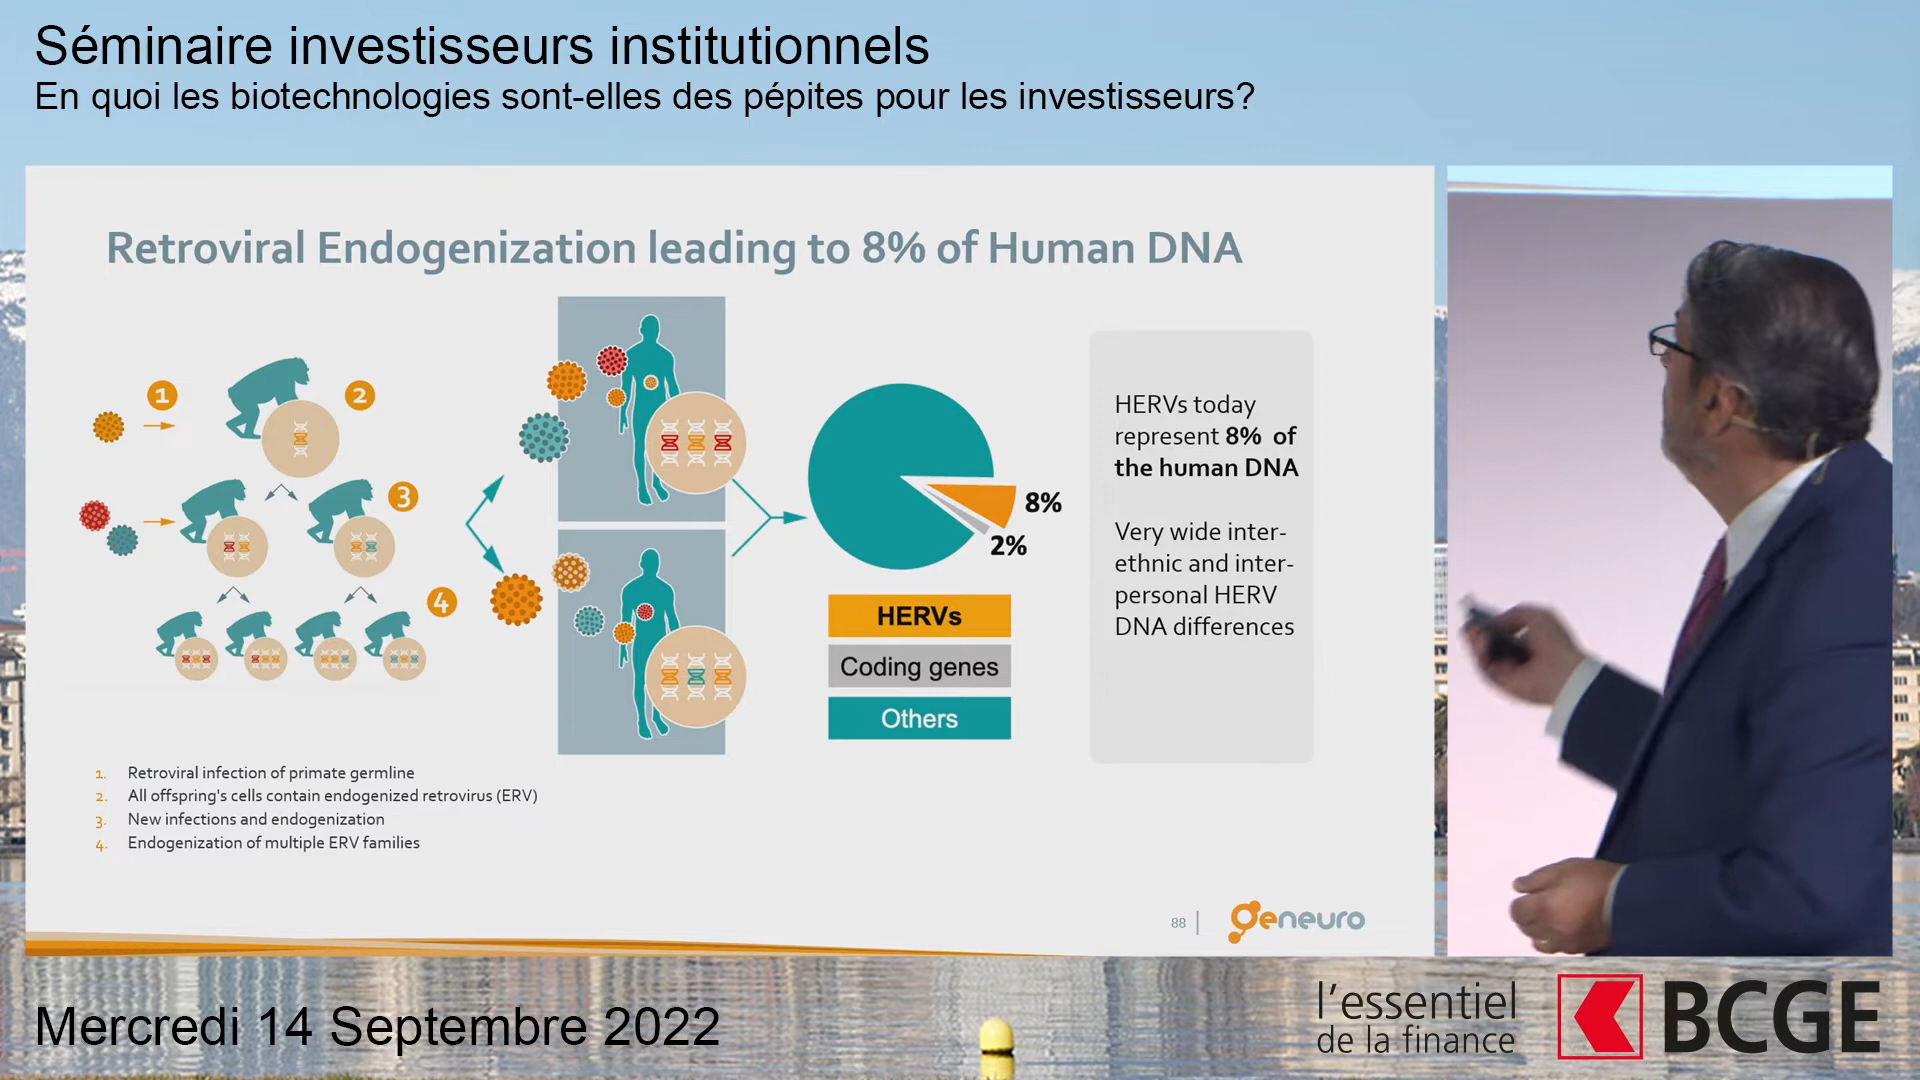 Séminaire investisseurs institutionnels
En quoi les biotechnologies sont-elles des pépites pour les investisseurs?
Retroviral Endogenization leading to 8% of Human DNA
1
2
3
4
8%
2%
HERVs
Coding genes
Others
HERVs today
represent 8% of
the human DNA
Very wide inter-
ethnic and inter-
personal HERV
DNA differences
1. Retroviral infection of primate germline
2. All offspring's cells contain endogenized retrovirus (ERV)
3. New infections and endogenization
4. Endogenization of multiple ERV families
88
geneuro
Mercredi 14 Septembre 2022
l'essentiel
de la finance
BCGE